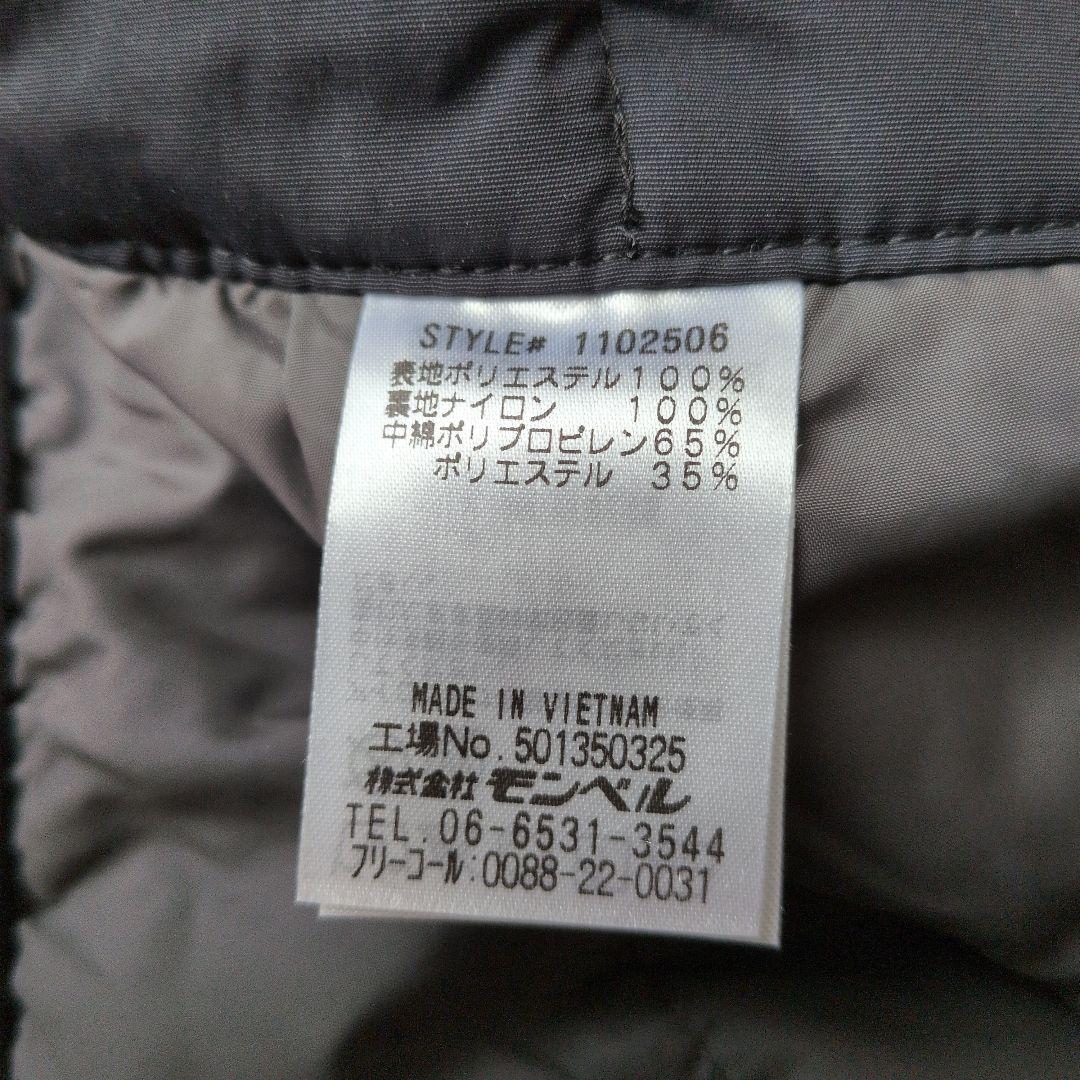 STYLE# 1102506
表地ポリエステル100%
裏地ナイロン 100%
中綿ポリプロピレン65%
ポリエステル 35%
MADE IN VIETNAM
工場No.501350325
株式会社 モンベル
TEL.06-6531-3544
フリーコール:0088-22-0031